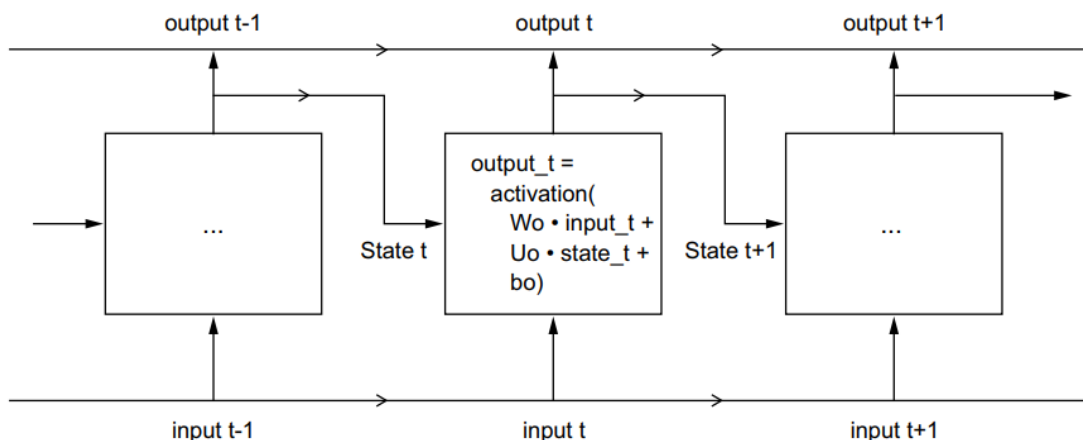 output t-1
output t
output t+1
...
output_t =
activation(
Wo • input_t +
Uo • state_t +
bo)
...
State t
State t+1
input t-1
input t
input t+1